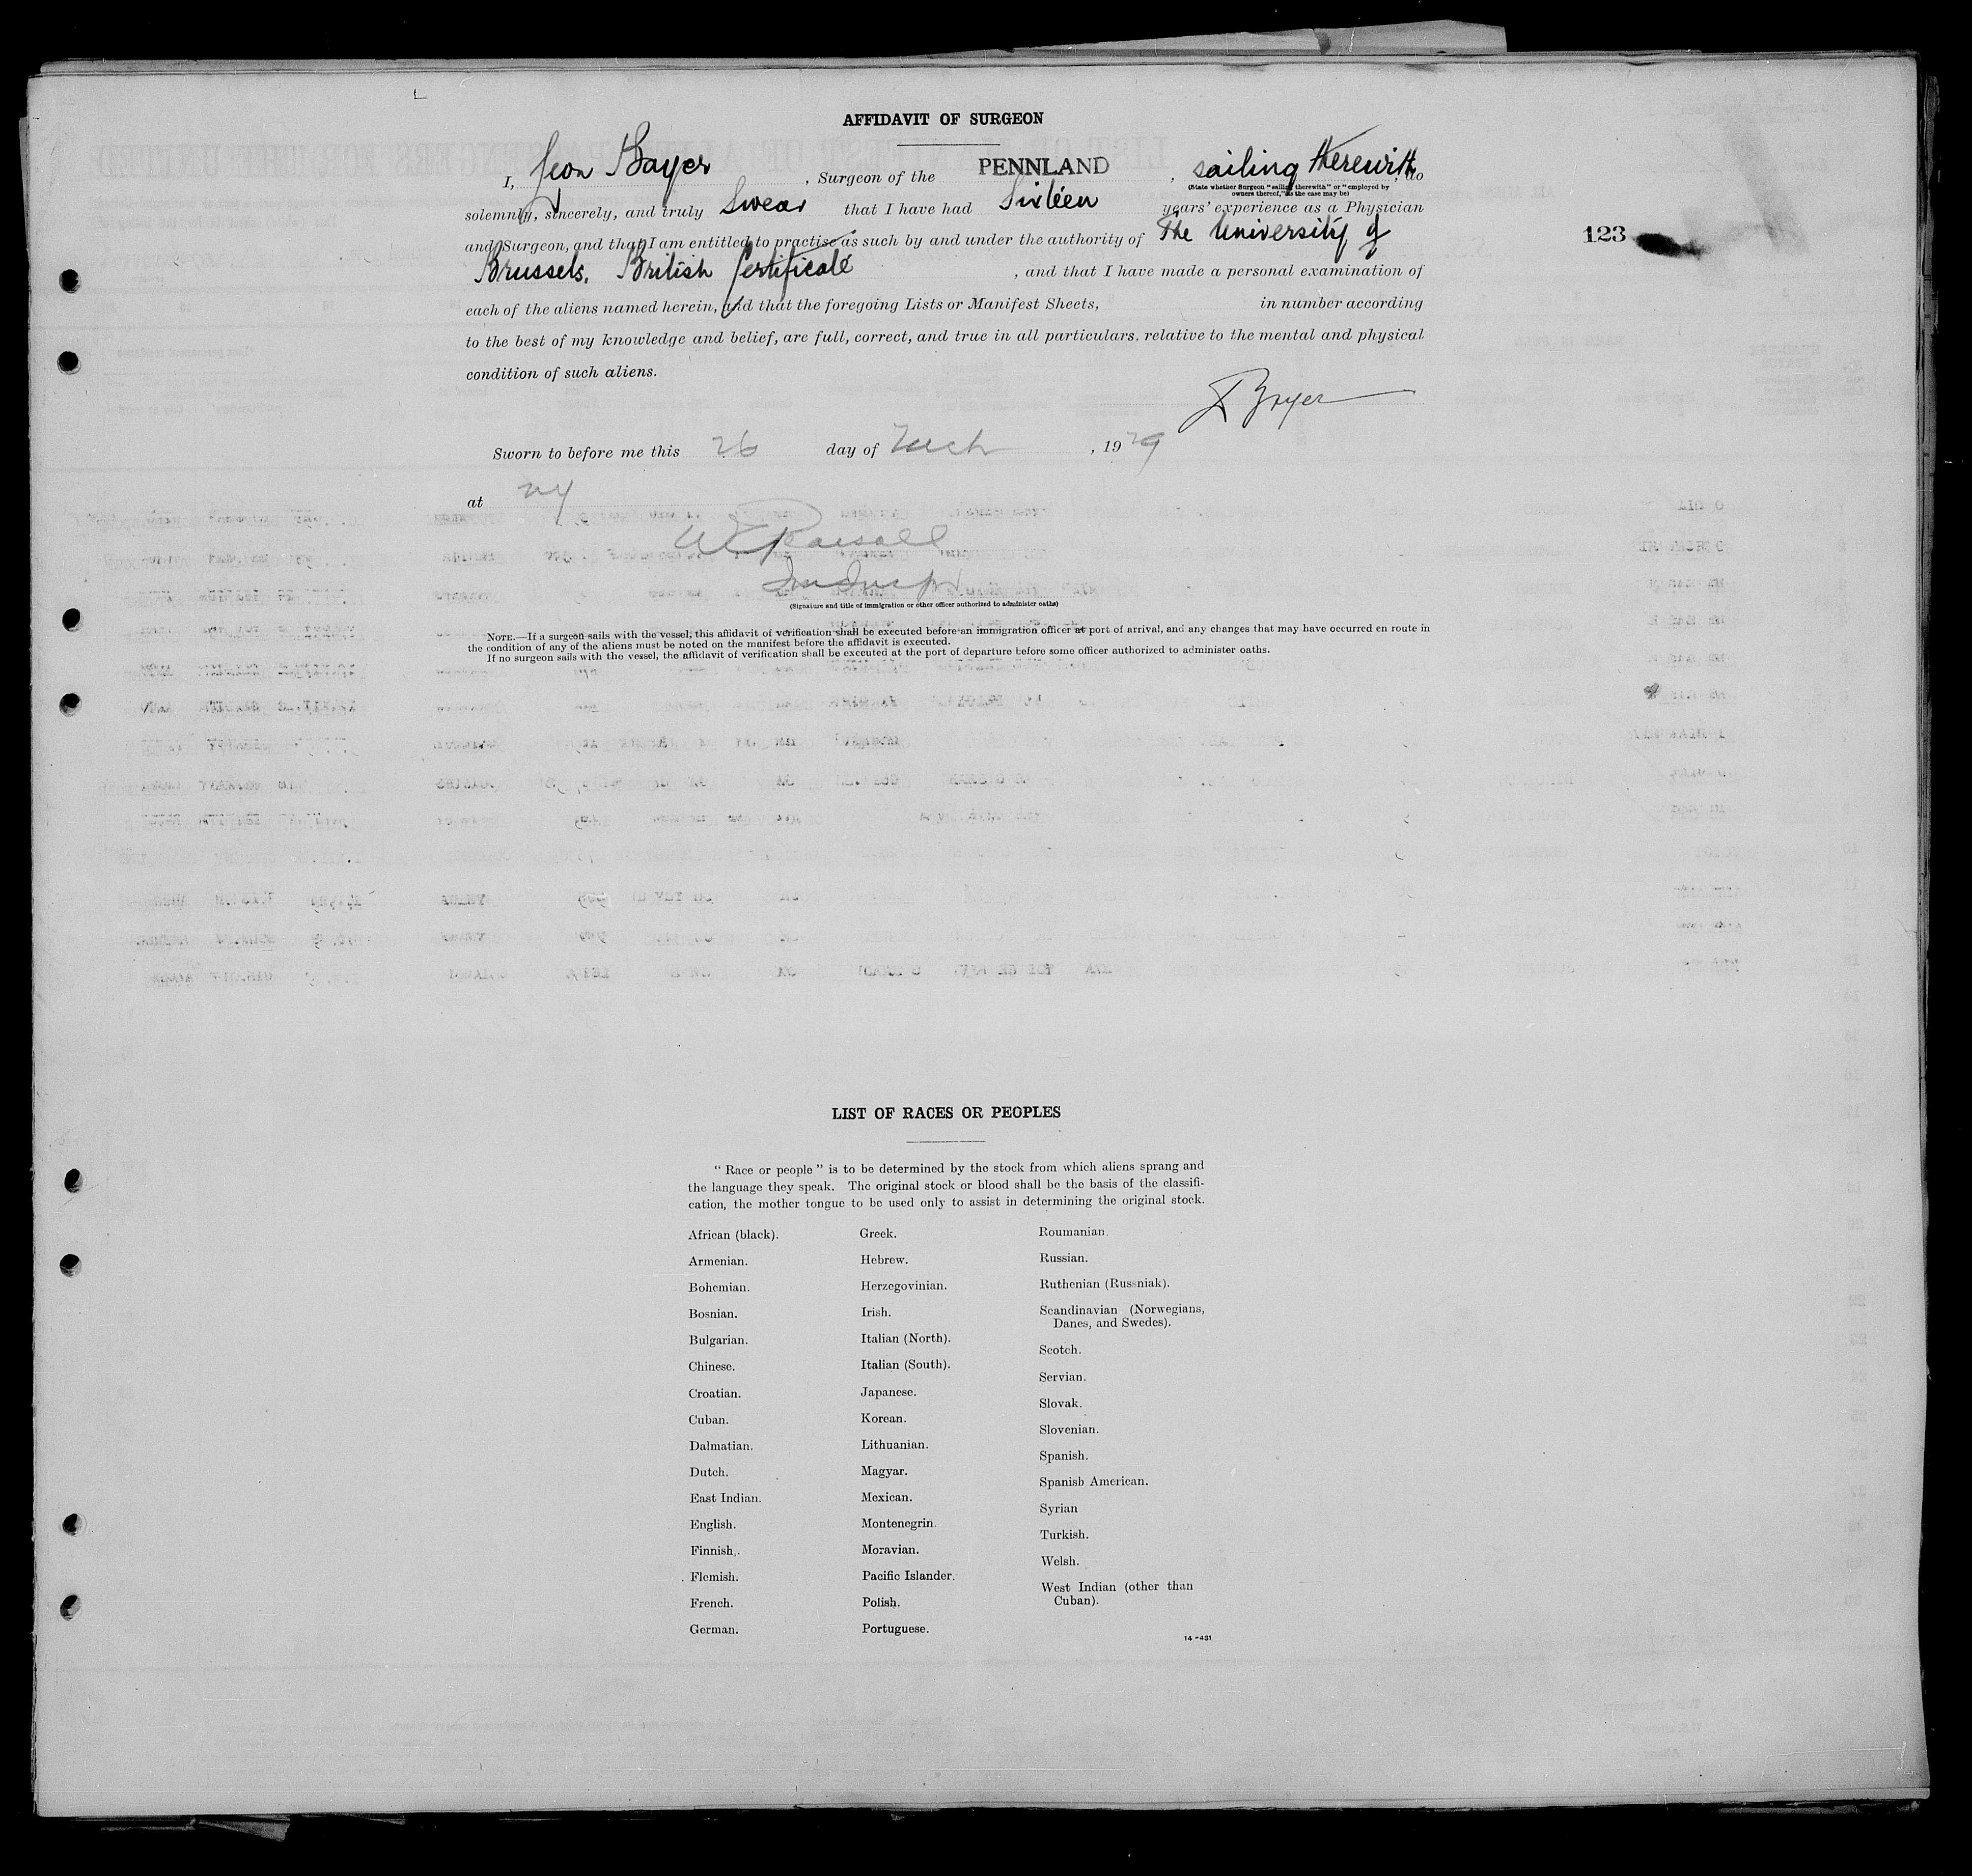 AFFIDAVIT OF SURGEON
I, Leon Bayer, Surgeon of the PENNLAND, sailing therewith, do
(State whether Surgeon "sailing therewith" or "employed by
owners thereof," as the case may be)
solemnly, sincerely, and truly Swear that I have had Sixteen years' experience as a Physician
and Surgeon, and that I am entitled to practise as such by and under the authority of The University of
123
Brussels. British Certificate, and that I have made a personal examination of
each of the aliens named herein, and that the foregoing Lists or Manifest Sheets, in number according
to the best of my knowledge and belief, are full, correct, and true in all particulars, relative to the mental and physical
condition of such aliens.
L Bayer
Sworn to before me this 26 day of Mch, 1929
at NY
(Signature and title of immigration or other officer authorized to administer oaths)
NOTE.—If a surgeon sails with the vessel, this affidavit of verification shall be executed before an immigration officer at port of arrival, and any changes that may have occurred en route in
the condition of any of the aliens must be noted on the manifest before the affidavit is executed.
If no surgeon sails with the vessel, the affidavit of verification shall be executed at the port of departure before some officer authorized to administer oaths.
LIST OF RACES OR PEOPLES
"Race or people" is to be determined by the stock from which aliens sprang and
the language they speak. The original stock or blood shall be the basis of the classifi-
cation, the mother tongue to be used only to assist in determining the original stock.
African (black).
Armenian.
Bohemian.
Bosnian.
Bulgarian.
Chinese.
Croatian.
Cuban.
Dalmatian.
Dutch.
East Indian.
English.
Finnish.
Flemish.
French.
German.
Greek.
Hebrew.
Herzegovinian.
Irish.
Italian (North).
Italian (South).
Japanese.
Korean.
Lithuanian.
Magyar.
Mexican.
Montenegrin.
Moravian.
Pacific Islander.
Polish.
Portuguese.
Roumanian.
Russian.
Ruthenian (Russniak).
Scandinavian (Norwegians,
Danes, and Swedes).
Scotch.
Servian.
Slovak.
Slovenian.
Spanish.
Spanish American.
Syrian
Turkish.
Welsh.
West Indian (other than
Cuban).
14-431